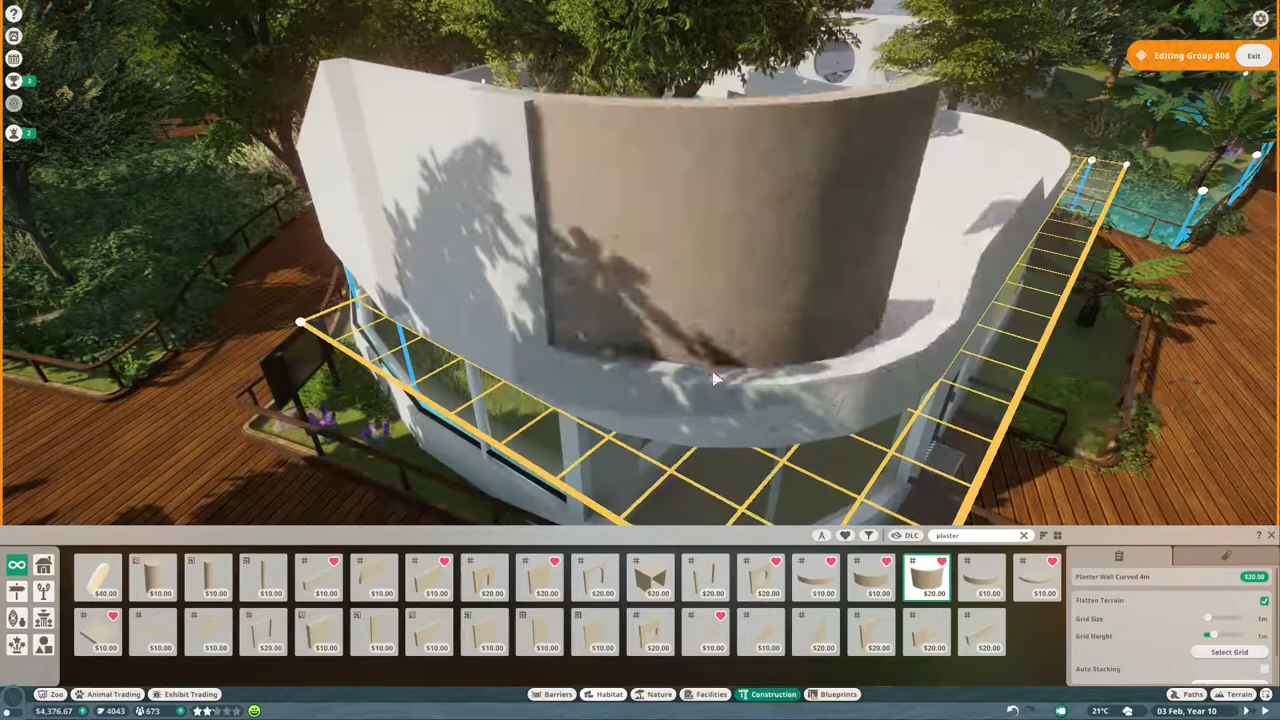 ?
Editing Group 808 Exit
3
2
DLC plaster
? ×
$40.00 $10.00 $10.00 $10.00 $10.00 $10.00 $10.00 $20.00 $20.00 $20.00 $20.00 $20.00 $20.00 $10.00 $10.00 $20.00 $10.00 $10.00
$10.00 $10.00 $10.00 $20.00 $10.00 $10.00 $10.00 $10.00 $10.00 $10.00 $20.00 $10.00 $10.00 $20.00 $20.00 $20.00 $20.00
Plaster Wall Curved 4m $20.00
Flatten Terrain
Grid Size 1m
Grid Height 1m
Select Grid
Auto Stacking
Zoo Animal Trading Exhibit Trading Barriers Habitat Nature Facilities Construction Blueprints Paths Terrain
$4,376.67 4043 673 21°C 03 Feb, Year 10